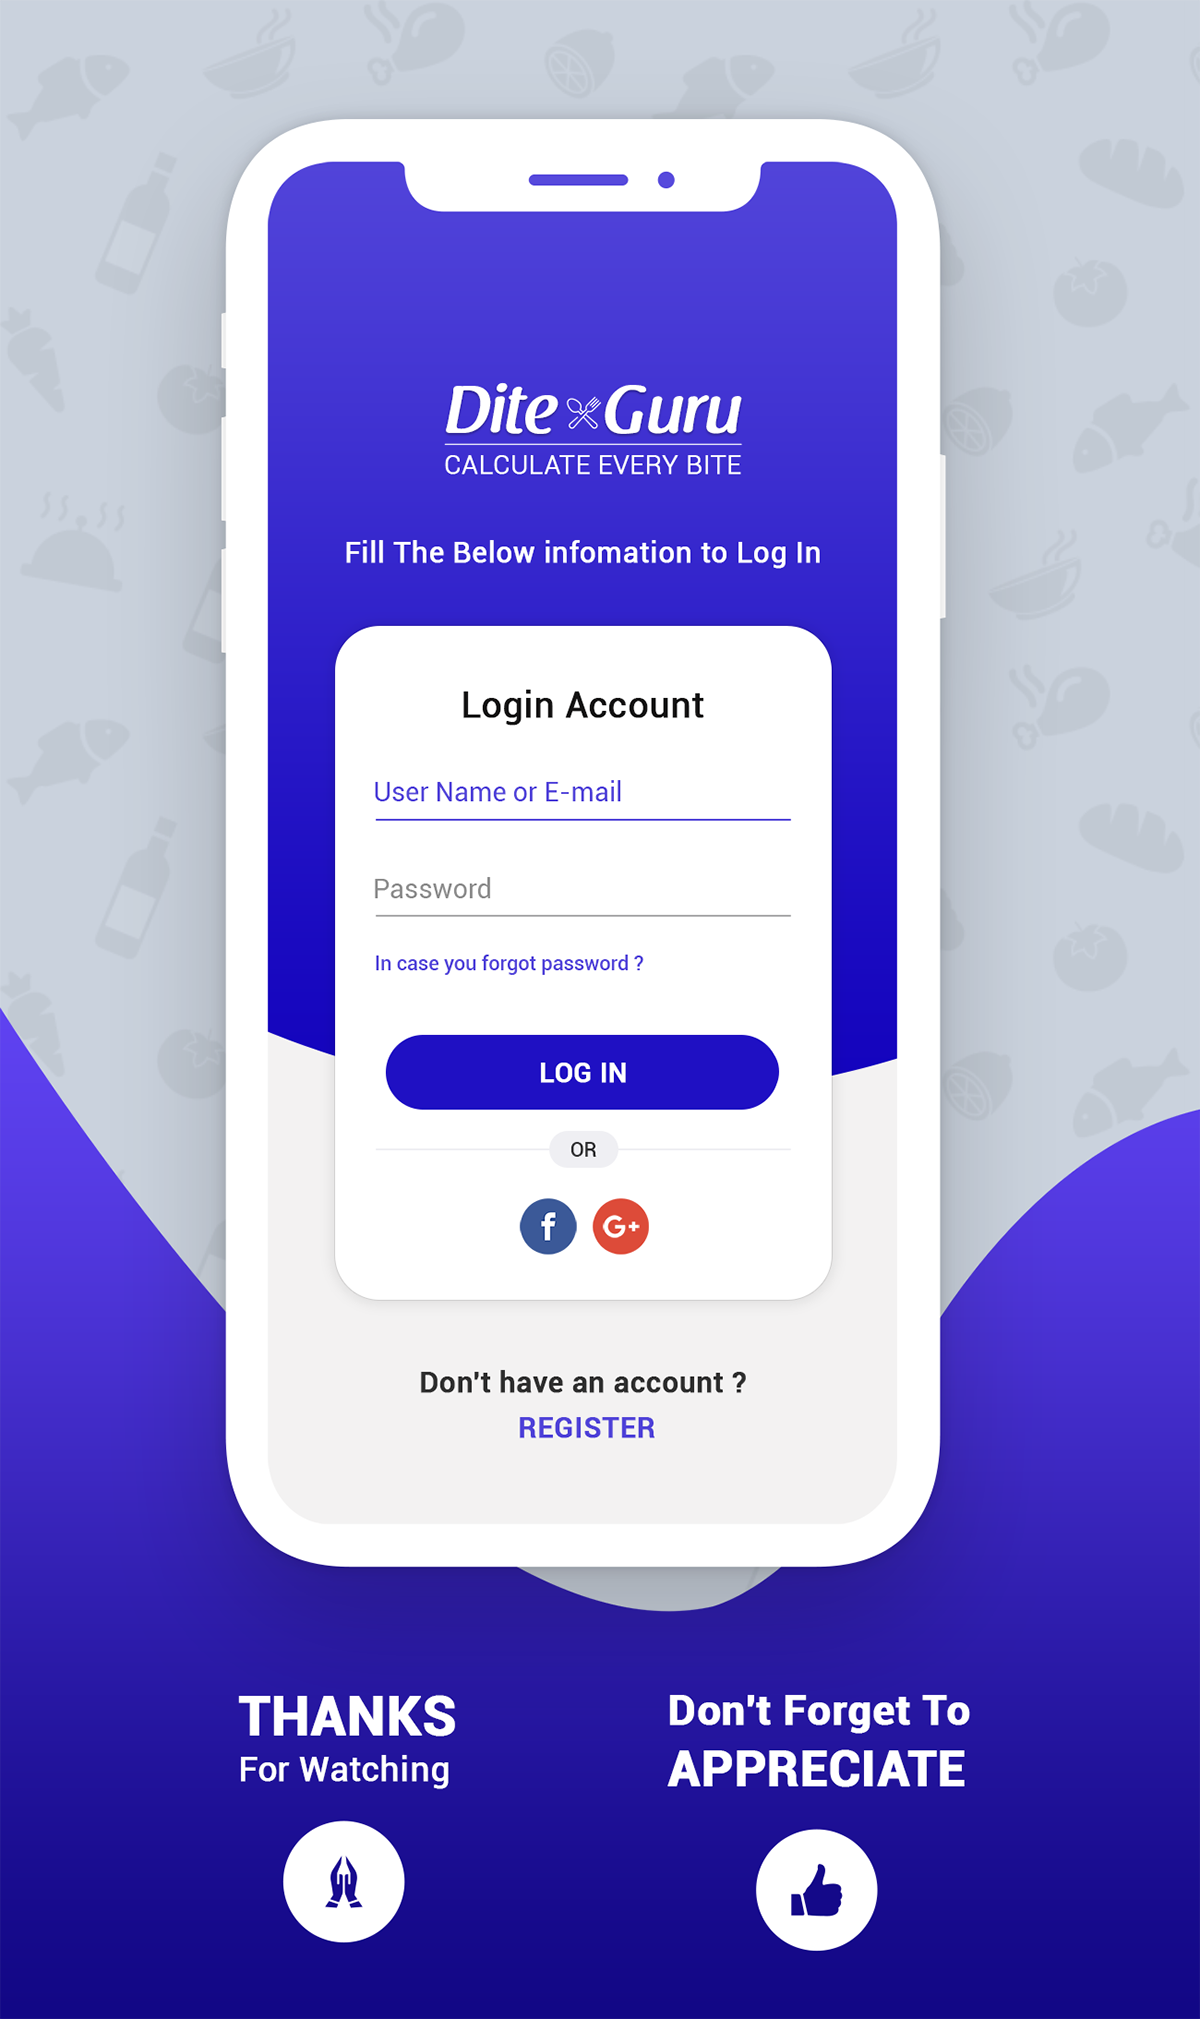 Dite Guru
CALCULATE EVERY BITE
Fill The Below infomation to Log In
Login Account
User Name or E-mail
Password
In case you forgot password ?
LOG IN
OR
f
G+
Don't have an account ?
REGISTER
THANKS
For Watching
Don't Forget To
APPRECIATE